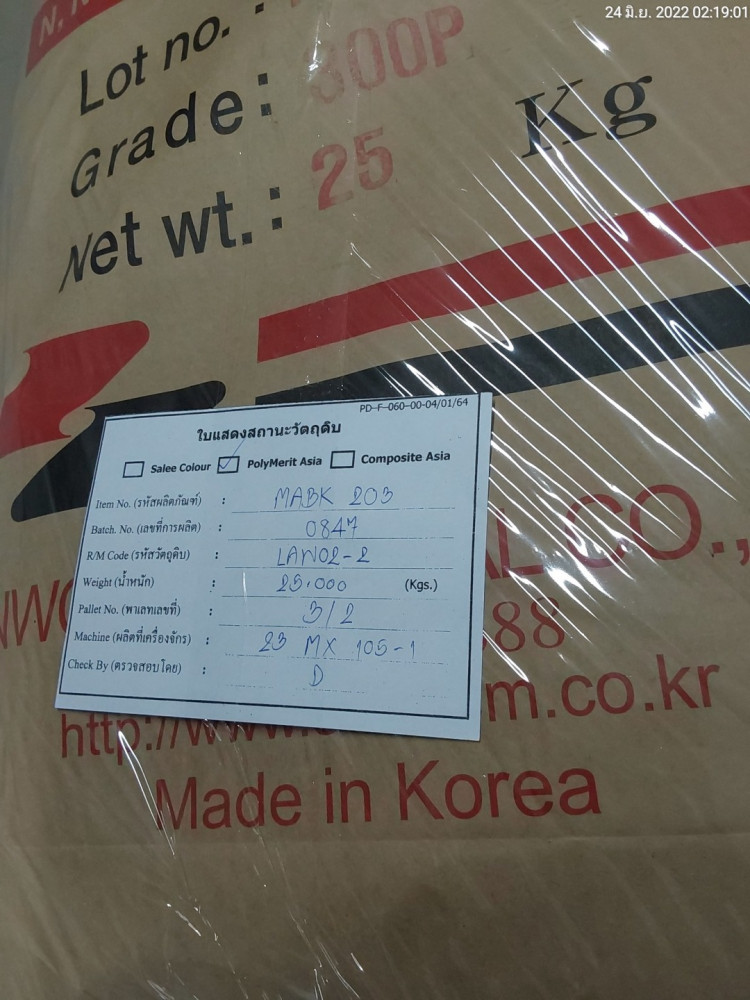 24 มิ.ย. 2022 02:19:01
Lot no. :
Grade: 300P
Net wt.: 25 Kg
PD-F-060-00-04/01/64
ใบแสดงสถานะวัตถุดิบ
Salee Colour PolyMerit Asia Composite Asia
Item No. (รหัสผลิตภัณฑ์) : MABK 203
Batch. No. (เลขที่การผลิต) : 0847
R/M Code (รหัสวัตถุดิบ) : LAW02-2
Weight (น้ำหนัก) : 25.000 (Kgs.)
Pallet No. (พาเลทเลขที่) : 3/2
Machine (ผลิตที่เครื่องจักร) : 23 MX 105-1
Check By (ตรวจสอบโดย) : D
CO.,
88
http://www. m.co.kr
Made in Korea